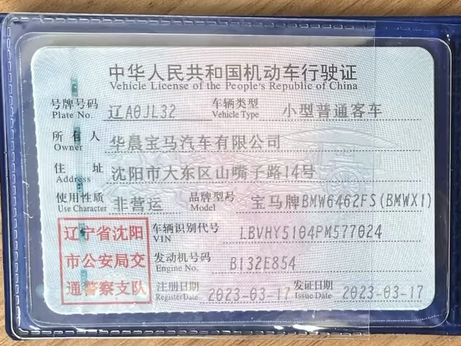 中华人民共和国机动车行驶证
Vehicle License of the People's Republic of China
号牌号码 辽A0JL32 车辆类型 小型普通客车
Plate No. Vehicle Type
所有人 华晨宝马汽车有限公司
Owner
住址 沈阳市大东区山嘴子路14号
Address
使用性质 非营运 品牌型号 宝马牌BMW6462FS(BMWX1)
Use Character Model
辽宁省沈阳
市公安局交
通警察支队
车辆识别代号 LBVHY5104PM577024
VIN
发动机号码 B132E854
Engine No.
注册日期 2023-03-17 发证日期 2023-03-17
Register Date Issue Date